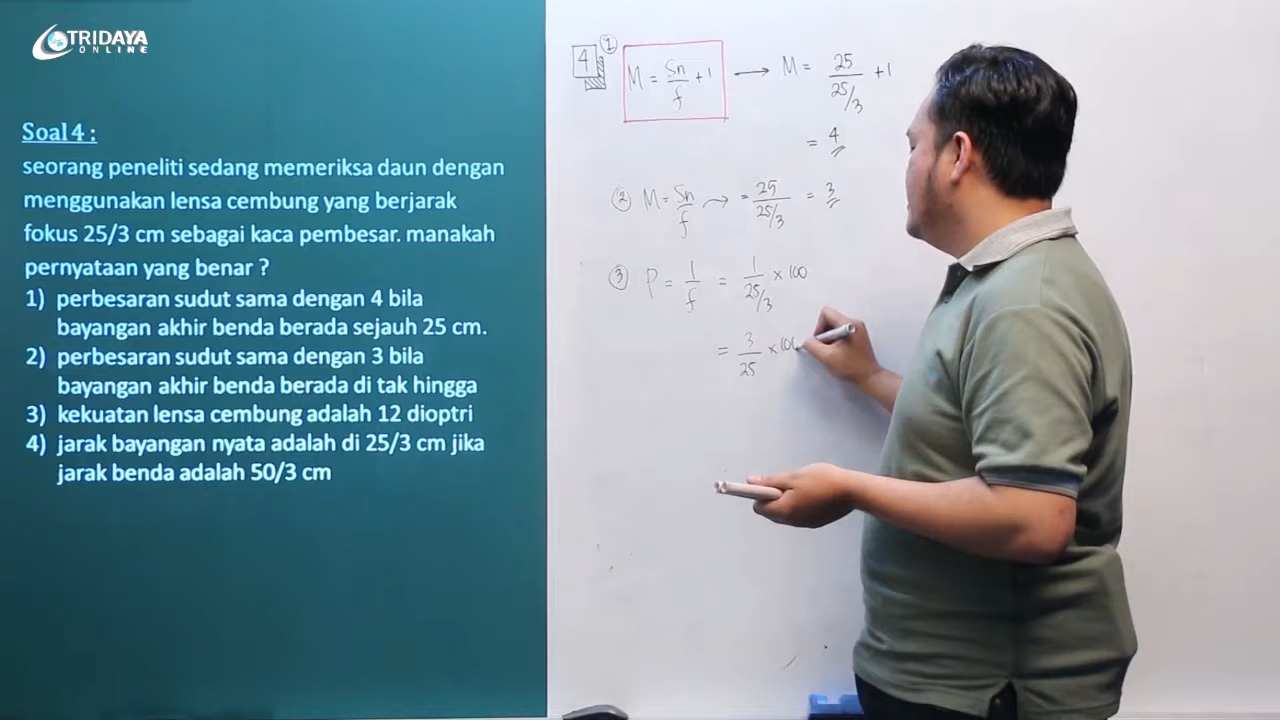 TRIDAYA
ONLINE
Soal 4 :
seorang peneliti sedang memeriksa daun dengan
menggunakan lensa cembung yang berjarak
fokus 25/3 cm sebagai kaca pembesar. manakah
pernyataan yang benar ?
1) perbesaran sudut sama dengan 4 bila
bayangan akhir benda berada sejauh 25 cm.
2) perbesaran sudut sama dengan 3 bila
bayangan akhir benda berada di tak hingga
3) kekuatan lensa cembung adalah 12 dioptri
4) jarak bayangan nyata adalah di 25/3 cm jika
jarak benda adalah 50/3 cm
4 ① M = Sn/f + 1 → M = 25/(25/3) + 1
= 4
② M = Sn/f → = 25/(25/3) = 3
③ P = 1/f = 1/(25/3) × 100
= 3/25 × 100